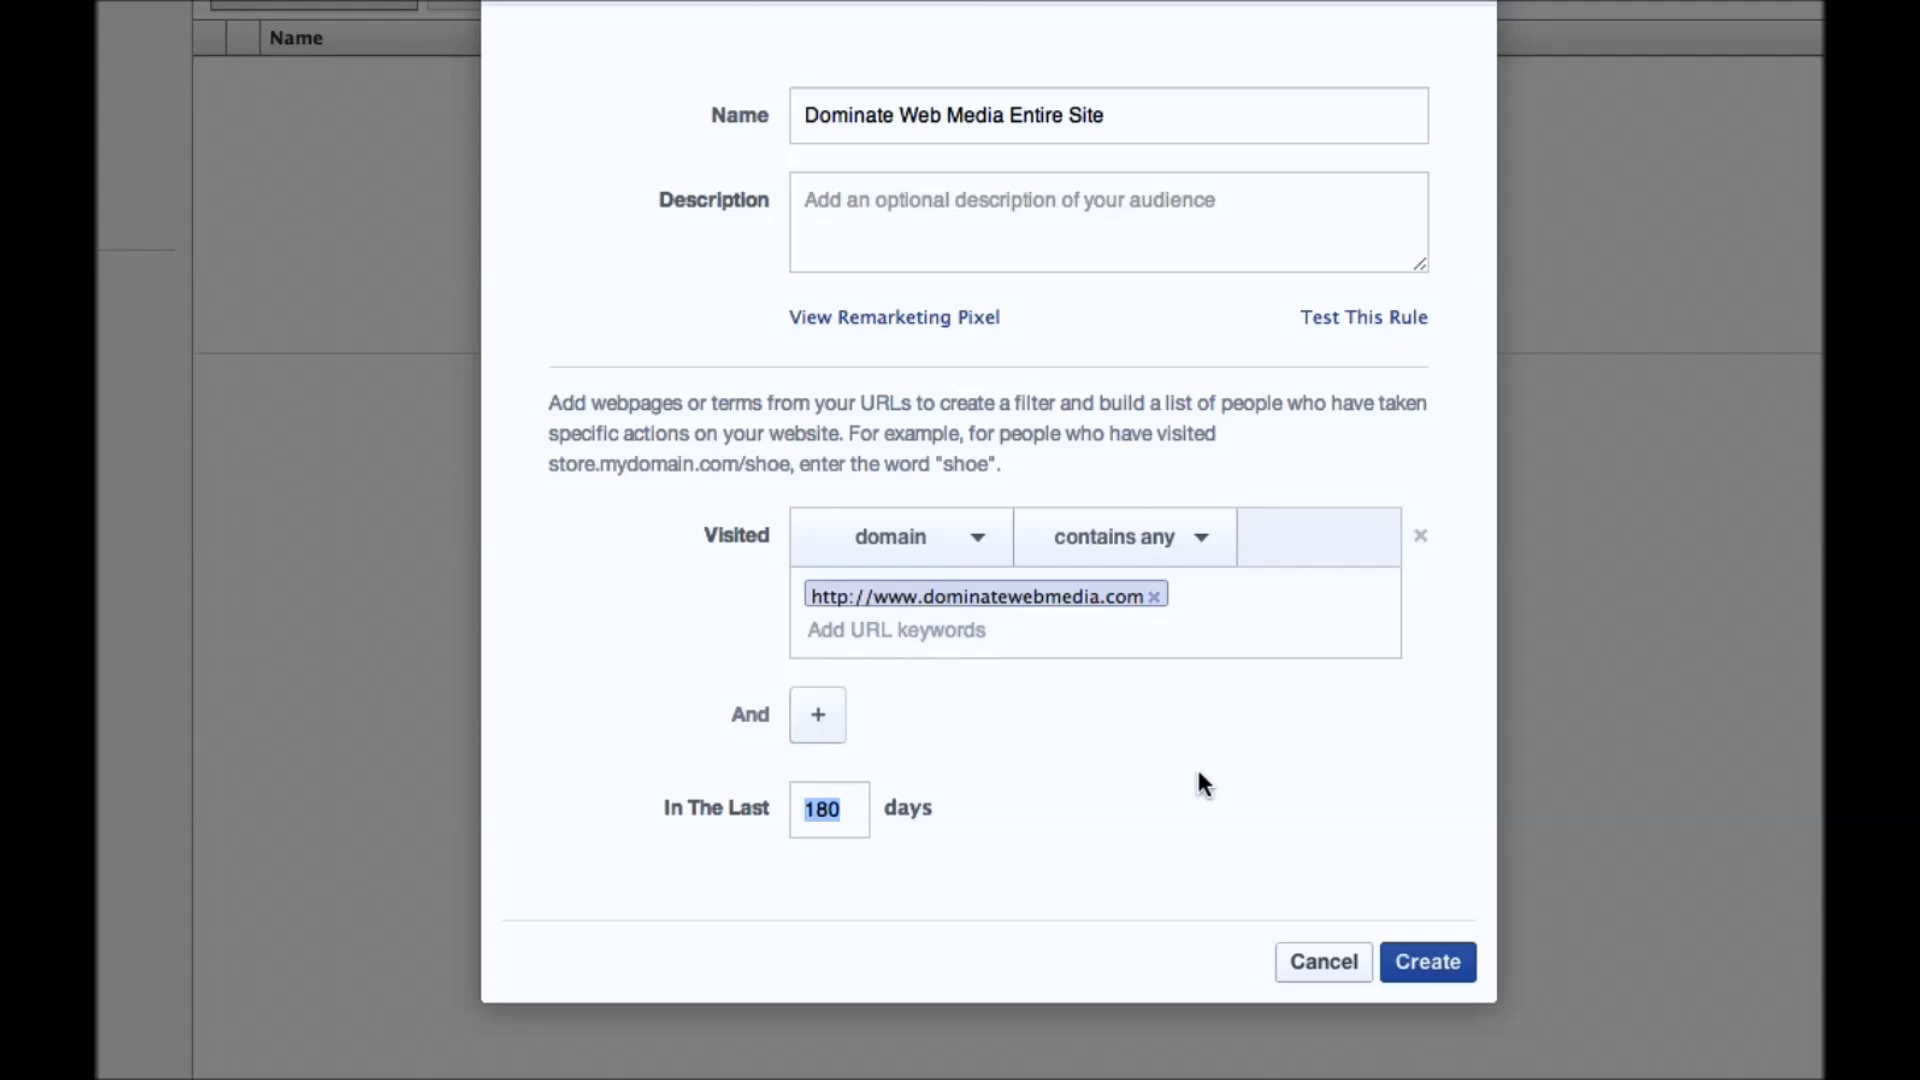 Name
Name Dominate Web Media Entire Site
Description Add an optional description of your audience
View Remarketing Pixel Test This Rule
Add webpages or terms from your URLs to create a filter and build a list of people who have taken
specific actions on your website. For example, for people who have visited
store.mydomain.com/shoe, enter the word "shoe".
Visited domain contains any
http://www.dominatewebmedia.com
Add URL keywords
And +
In The Last 180 days
Cancel Create